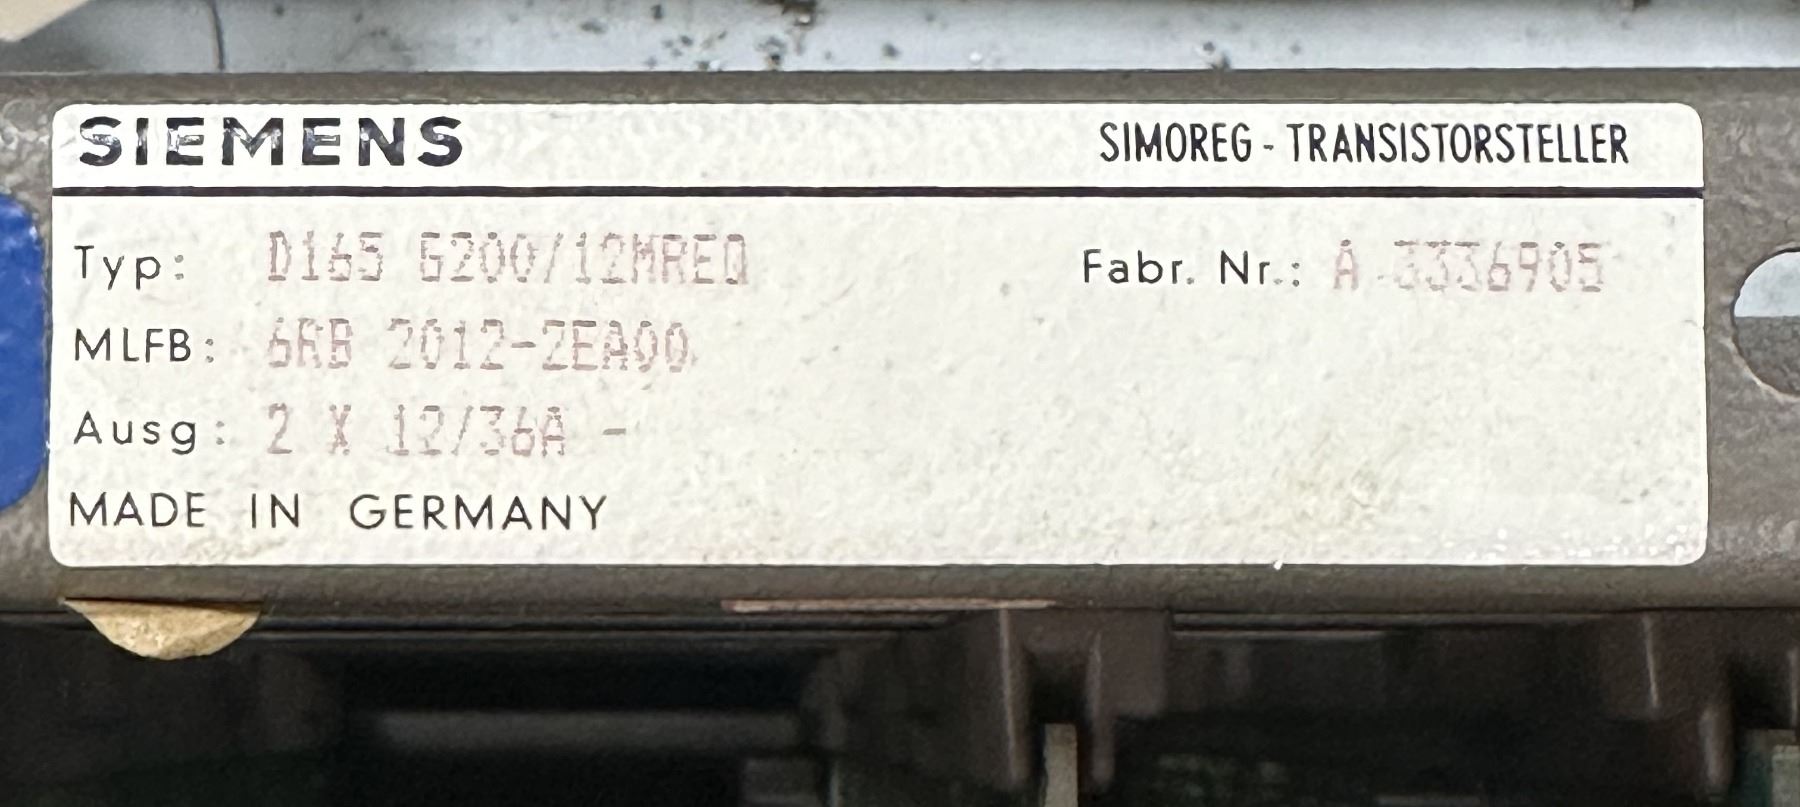 SIEMENS SIMOREG - TRANSISTORSTELLER
Typ: D165 G200/12MREQ Fabr. Nr.: A 3336905
MLFB: 6RB 2012-2EA00
Ausg: 2 X 12/36A -
MADE IN GERMANY